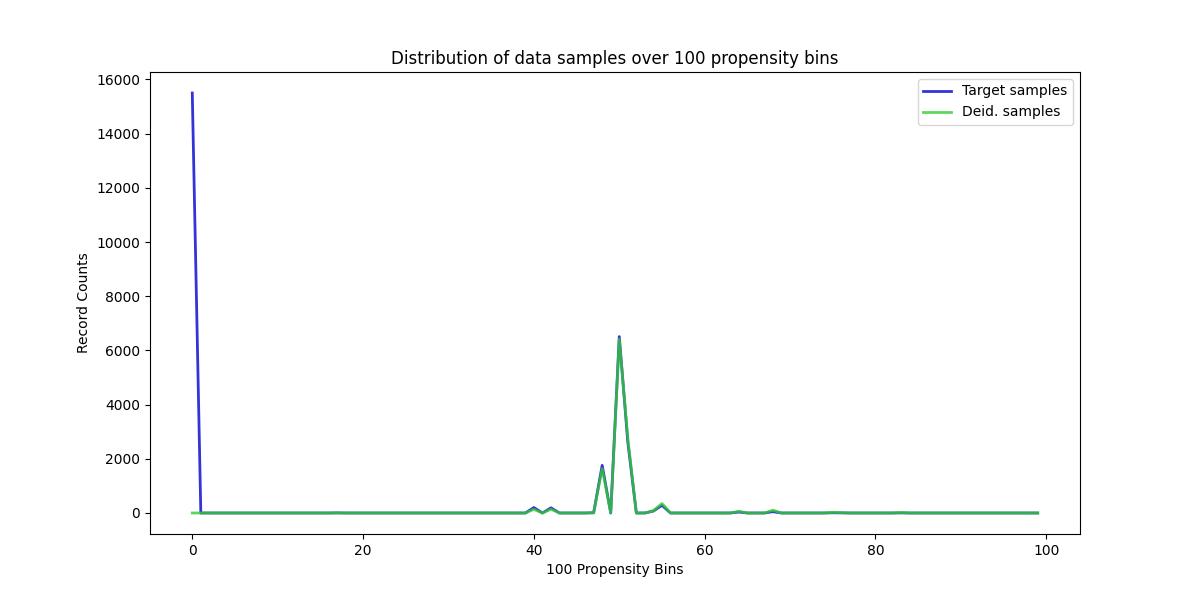 Distribution of data samples over 100 propensity bins
Target samples
Deid. samples
16000
14000
12000
10000
8000
6000
4000
2000
0
Record Counts
0 20 40 60 80 100
100 Propensity Bins